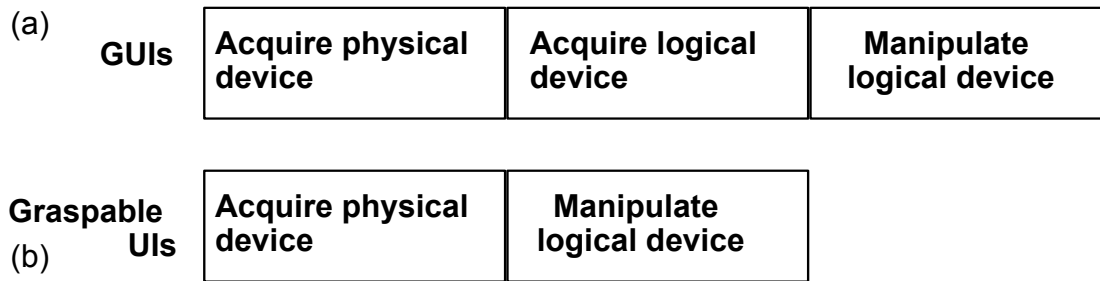 (a)
GUIs
Acquire physical
device
Acquire logical
device
Manipulate
logical device
Graspable
UIs
(b)
Acquire physical
device
Manipulate
logical device